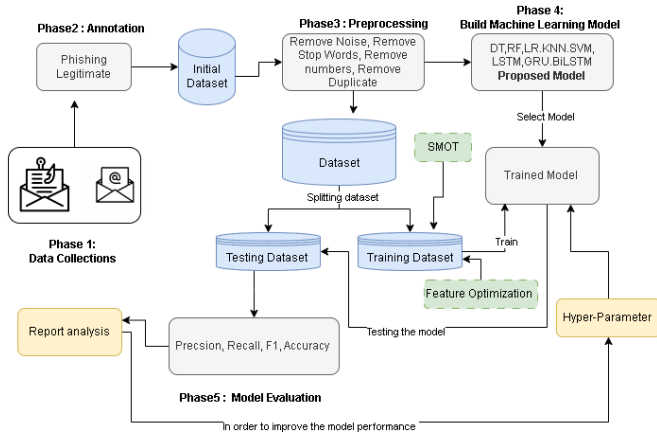 Phase 4:
Build Machine Learning Model
Phase2 : Annotation
Phase3 : Preprocessing
Phishing
Legitimate
Initial
Dataset
Remove Noise, Remove
Stop Words, Remove
numbers, Remove
Duplicate
DT,RF,LR.KNN.SVM,
LSTM,GRU.BiLSTM
Proposed Model
Select Model
SMOT
Dataset
Trained Model
@
Splitting dataset
Phase 1:
Data Collections
Testing Dataset
Training Dataset
Train
Feature Optimization
Report analysis
Precsion, Recall, F1, Accuracy
Testing the model
Hyper-Parameter
Phase5 : Model Evaluation
In order to improve the model performance